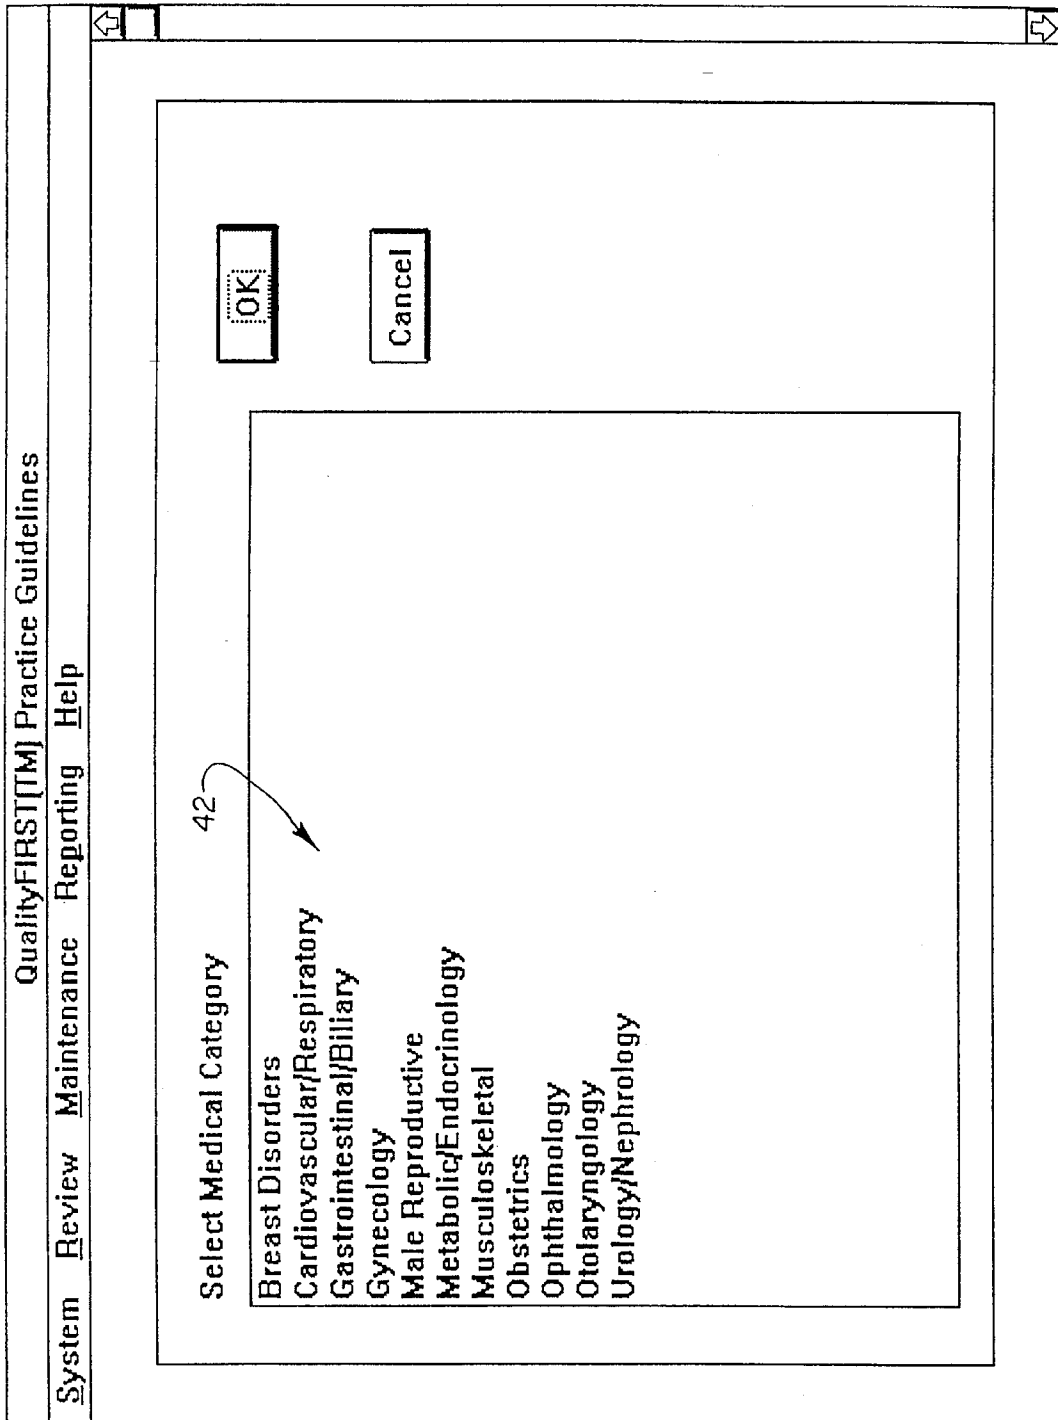 QualityFIRST[TM] Practice Guidelines
System Review Maintenance Reporting Help
Select Medical Category
42
Breast Disorders
Cardiovascular/Respiratory
Gastrointestinal/Biliary
Gynecology
Male Reproductive
Metabolic/Endocrinology
Musculoskeletal
Obstetrics
Ophthalmology
Otolaryngology
Urology/Nephrology
OK
Cancel